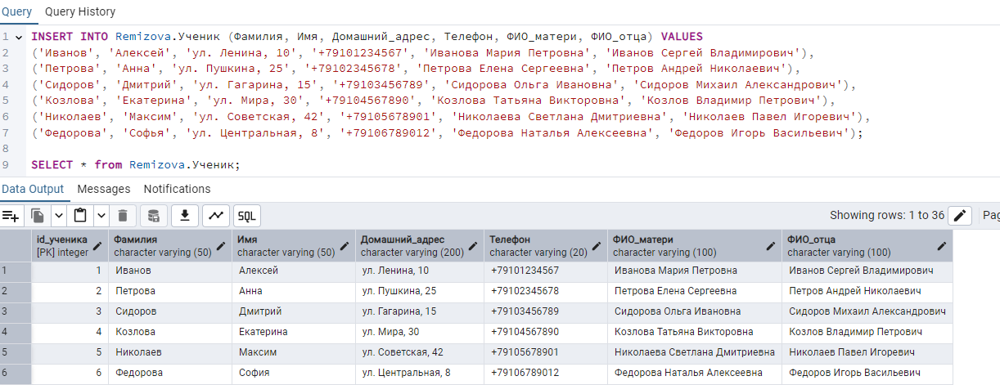 Query Query History
1 INSERT INTO Remizova.Ученик (Фамилия, Имя, Домашний_адрес, Телефон, ФИО_матери, ФИО_отца) VALUES
2 ('Иванов', 'Алексей', 'ул. Ленина, 10', '+79101234567', 'Иванова Мария Петровна', 'Иванов Сергей Владимирович'),
3 ('Петрова', 'Анна', 'ул. Пушкина, 25', '+79102345678', 'Петрова Елена Сергеевна', 'Петров Андрей Николаевич'),
4 ('Сидоров', 'Дмитрий', 'ул. Гагарина, 15', '+79103456789', 'Сидорова Ольга Ивановна', 'Сидоров Михаил Александрович'),
5 ('Козлова', 'Екатерина', 'ул. Мира, 30', '+79104567890', 'Козлова Татьяна Викторовна', 'Козлов Владимир Петрович'),
6 ('Николаев', 'Максим', 'ул. Советская, 42', '+79105678901', 'Николаева Светлана Дмитриевна', 'Николаев Павел Игоревич'),
7 ('Федорова', 'Софья', 'ул. Центральная, 8', '+79106789012', 'Федорова Наталья Алексеевна', 'Федоров Игорь Васильевич');
8
9 SELECT * from Remizova.Ученик;
Data Output Messages Notifications
SQL Showing rows: 1 to 36 Pag
id_ученика Фамилия Имя Домашний_адрес Телефон ФИО_матери ФИО_отца
[PK] integer character varying (50) character varying (50) character varying (200) character varying (20) character varying (100) character varying (100)
1 1 Иванов Алексей ул. Ленина, 10 +79101234567 Иванова Мария Петровна Иванов Сергей Владимирович
2 2 Петрова Анна ул. Пушкина, 25 +79102345678 Петрова Елена Сергеевна Петров Андрей Николаевич
3 3 Сидоров Дмитрий ул. Гагарина, 15 +79103456789 Сидорова Ольга Ивановна Сидоров Михаил Александрович
4 4 Козлова Екатерина ул. Мира, 30 +79104567890 Козлова Татьяна Викторовна Козлов Владимир Петрович
5 5 Николаев Максим ул. Советская, 42 +79105678901 Николаева Светлана Дмитриевна Николаев Павел Игоревич
6 6 Федорова София ул. Центральная, 8 +79106789012 Федорова Наталья Алексеевна Федоров Игорь Васильевич